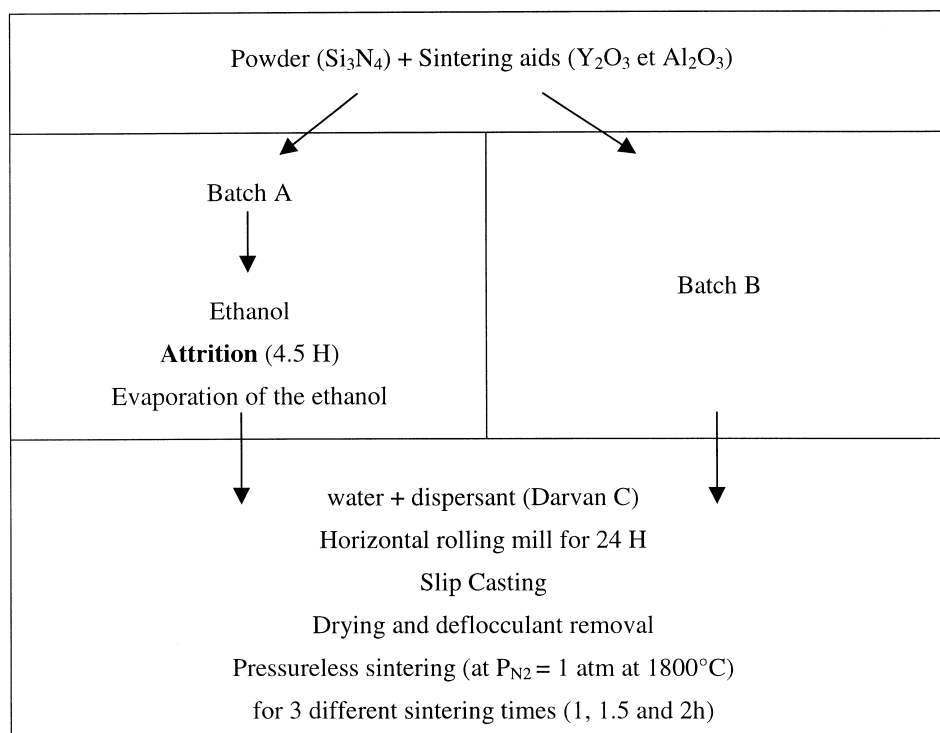 Powder (Si₃N₄) + Sintering aids (Y₂O₃ et Al₂O₃)
Batch A
Ethanol
Attrition (4.5 H)
Evaporation of the ethanol
Batch B
water + dispersant (Darvan C)
Horizontal rolling mill for 24 H
Slip Casting
Drying and deflocculant removal
Pressureless sintering (at P_N2 = 1 atm at 1800°C)
for 3 different sintering times (1, 1.5 and 2h)